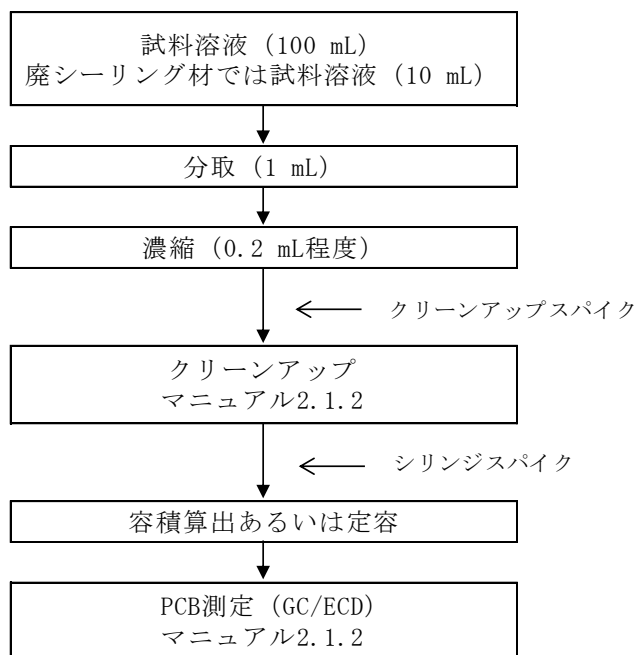 試料溶液 (100 mL)
廃シーリング材では試料溶液 (10 mL)
分取 (1 mL)
濃縮 (0.2 mL程度)
クリーンアップスパイク
クリーンアップ
マニュアル2.1.2
シリンジスパイク
容積算出あるいは定容
PCB測定 (GC/ECD)
マニュアル2.1.2